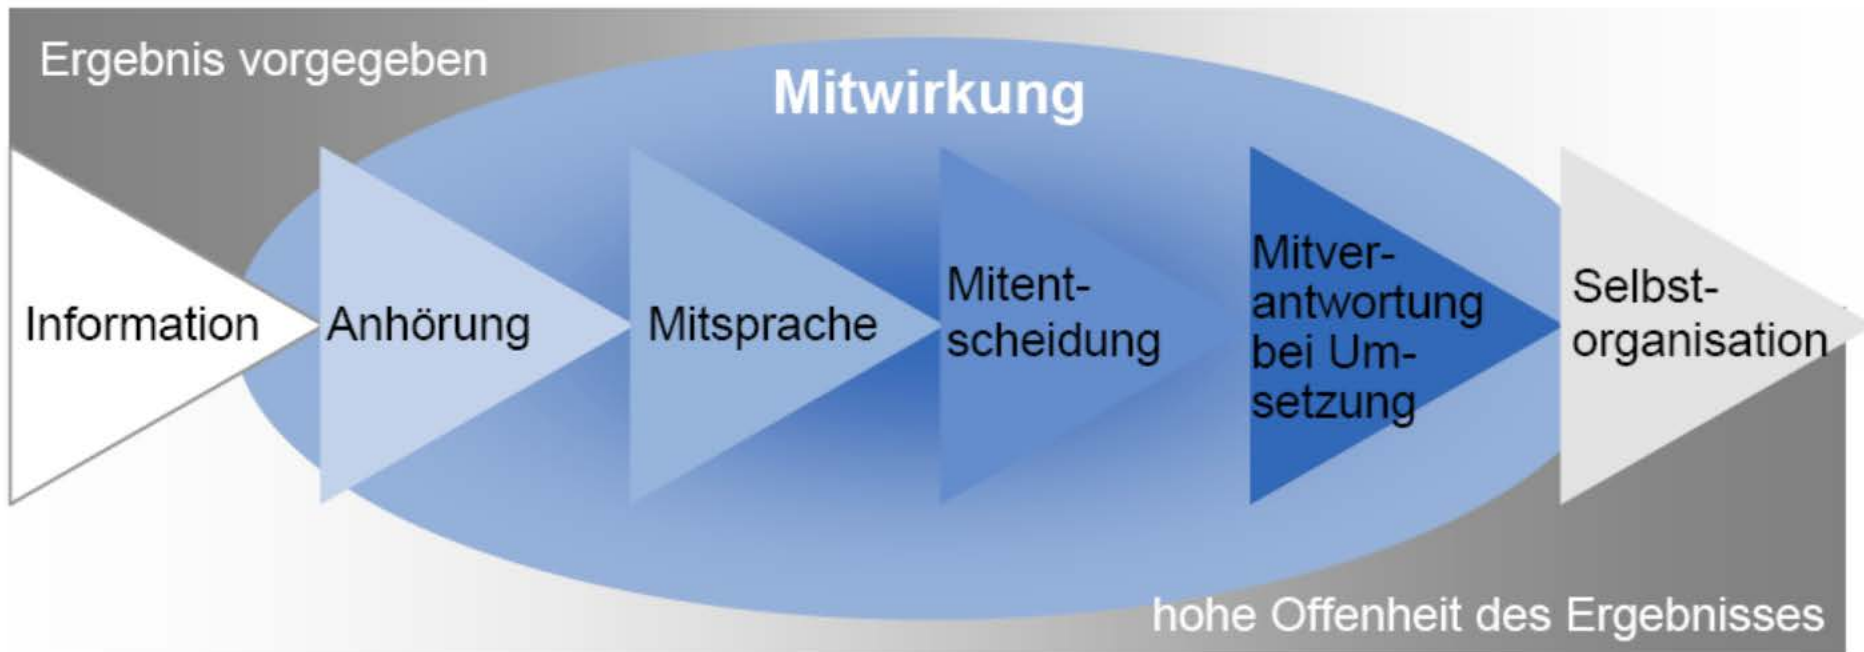 Ergebnis vorgegeben
Mitwirkung
Information
Anhörung
Mitsprache
Mitent-
scheidung
Mitver-
antwortung
bei Um-
setzung
Selbst-
organisation
hohe Offenheit des Ergebnisses